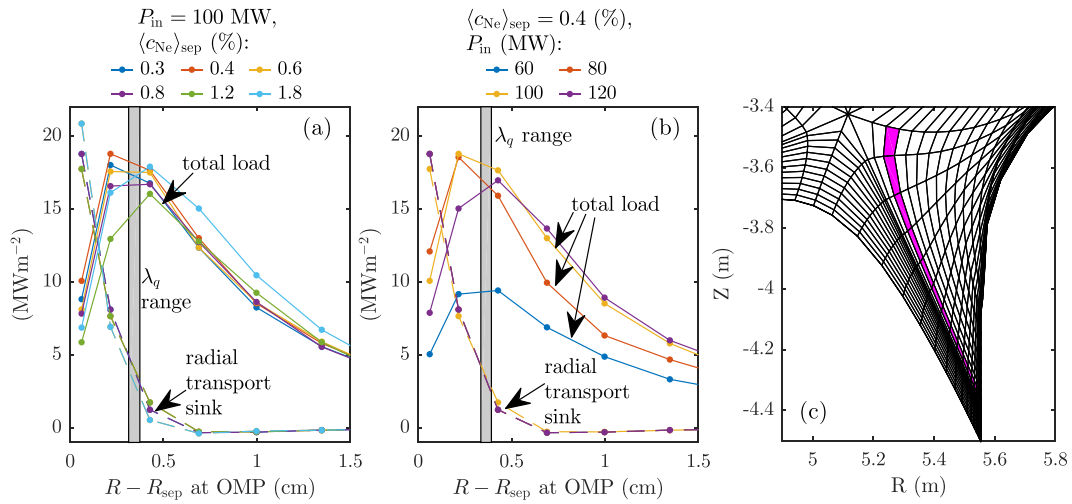 P_in = 100 MW,
⟨c_Ne⟩_sep (%):
0.3 0.4 0.6
0.8 1.2 1.8
⟨c_Ne⟩_sep = 0.4 (%),
P_in (MW):
60 80
100 120
(a)
total load
λ_q
range
radial
transport
sink
20
15
10
5
0
(MWm⁻²)
0 0.5 1 1.5
R − R_sep at OMP (cm)
(b)
λ_q
range
total load
radial
transport
sink
20
15
10
5
0
(MWm⁻²)
0 0.5 1 1.5
R − R_sep at OMP (cm)
-3.4
-3.6
-3.8
-4
-4.2
-4.4
Z (m)
(c)
5 5.2 5.4 5.6 5.8
R (m)